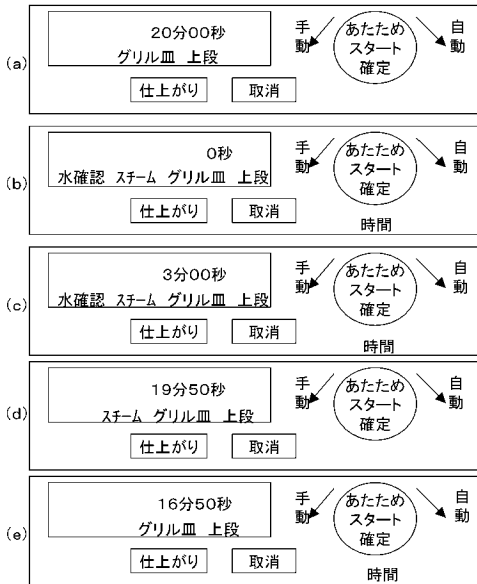 (a)
20分00秒
グリル皿 上段
仕上がり 取消
手動
あたため
スタート
確定
自動
(b)
0秒
水確認 スチーム グリル皿 上段
仕上がり 取消
手動
あたため
スタート
確定
自動
時間
(c)
3分00秒
水確認 スチーム グリル皿 上段
仕上がり 取消
手動
あたため
スタート
確定
自動
時間
(d)
19分50秒
スチーム グリル皿 上段
仕上がり 取消
手動
あたため
スタート
確定
自動
(e)
16分50秒
グリル皿 上段
仕上がり 取消
手動
あたため
スタート
確定
自動
時間